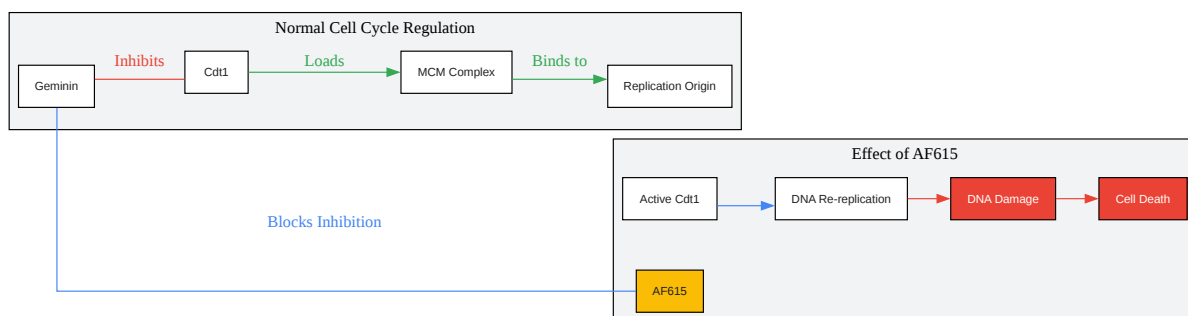 Normal Cell Cycle Regulation
Inhibits
Loads
Binds to
Geminin
Cdt1
MCM Complex
Replication Origin
Effect of AF615
Active Cdt1
DNA Re-replication
DNA Damage
Cell Death
Blocks Inhibition
AF615